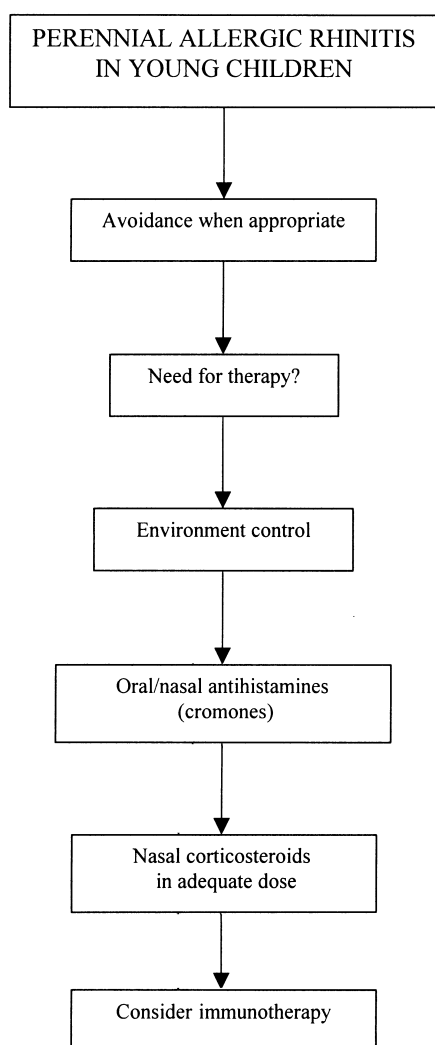 PERENNIAL ALLERGIC RHINITIS
IN YOUNG CHILDREN
Avoidance when appropriate
Need for therapy?
Environment control
Oral/nasal antihistamines
(cromones)
Nasal corticosteroids
in adequate dose
Consider immunotherapy